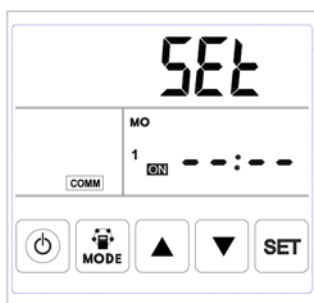 SEt
MO
1 ON --:--
COMM
MODE
SET